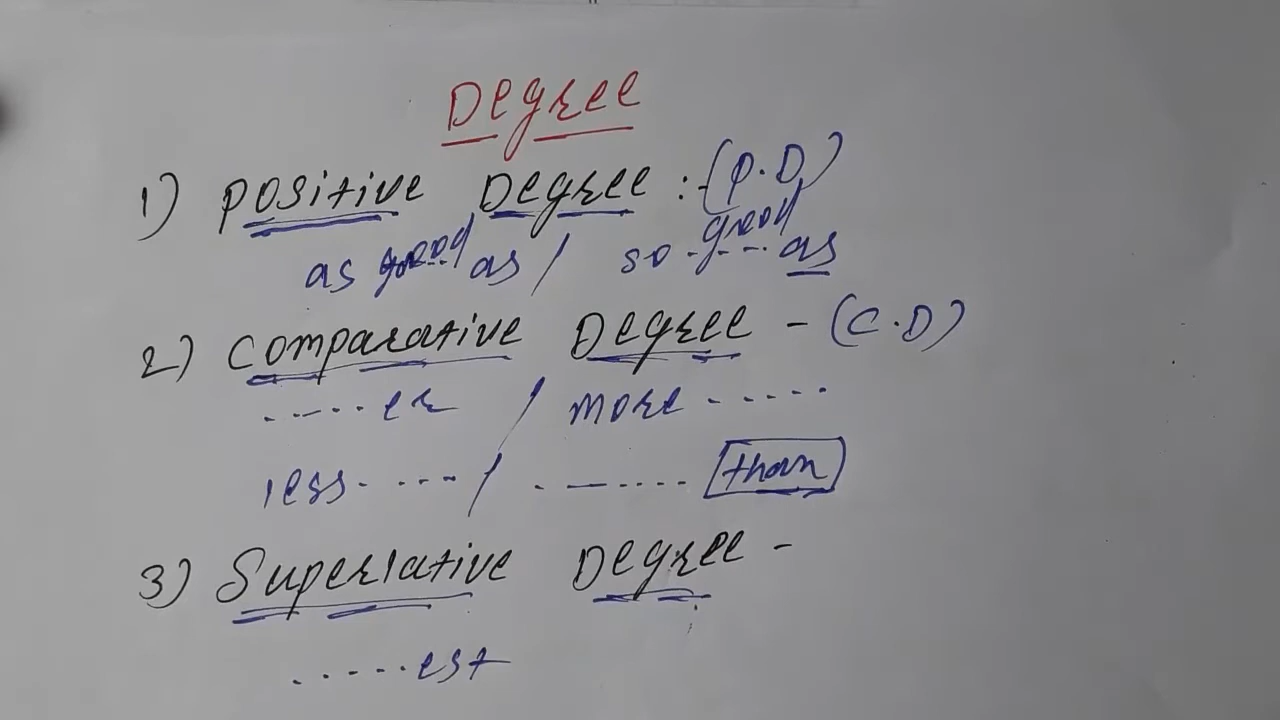 Degree
1) Positive Degree :- (P.D)
as good as / so -good- as
2) Comparative Degree - (C.D)
......er / more ......
less ..... / ........ than
3) Superlative Degree -
......est